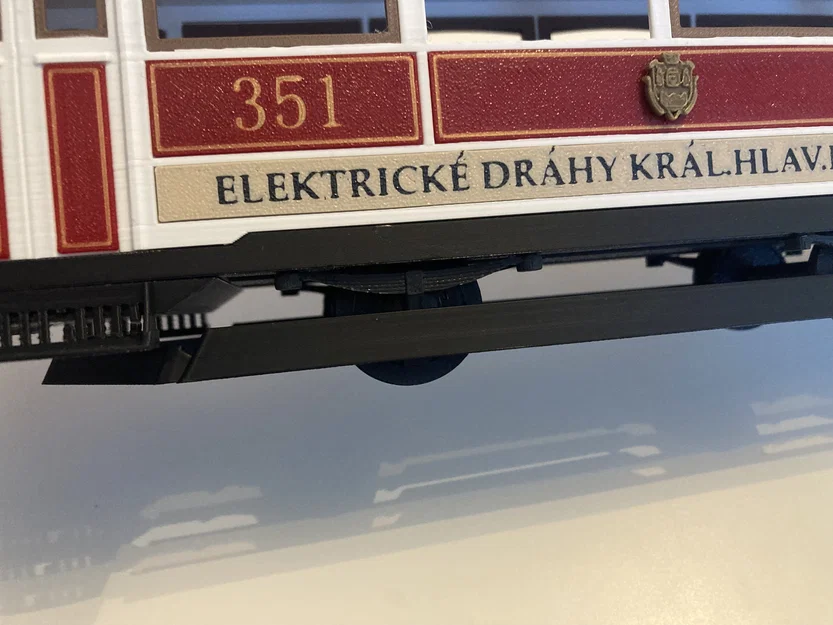 351
ELEKTRICKÉ DRÁHY KRÁL.HLAV.